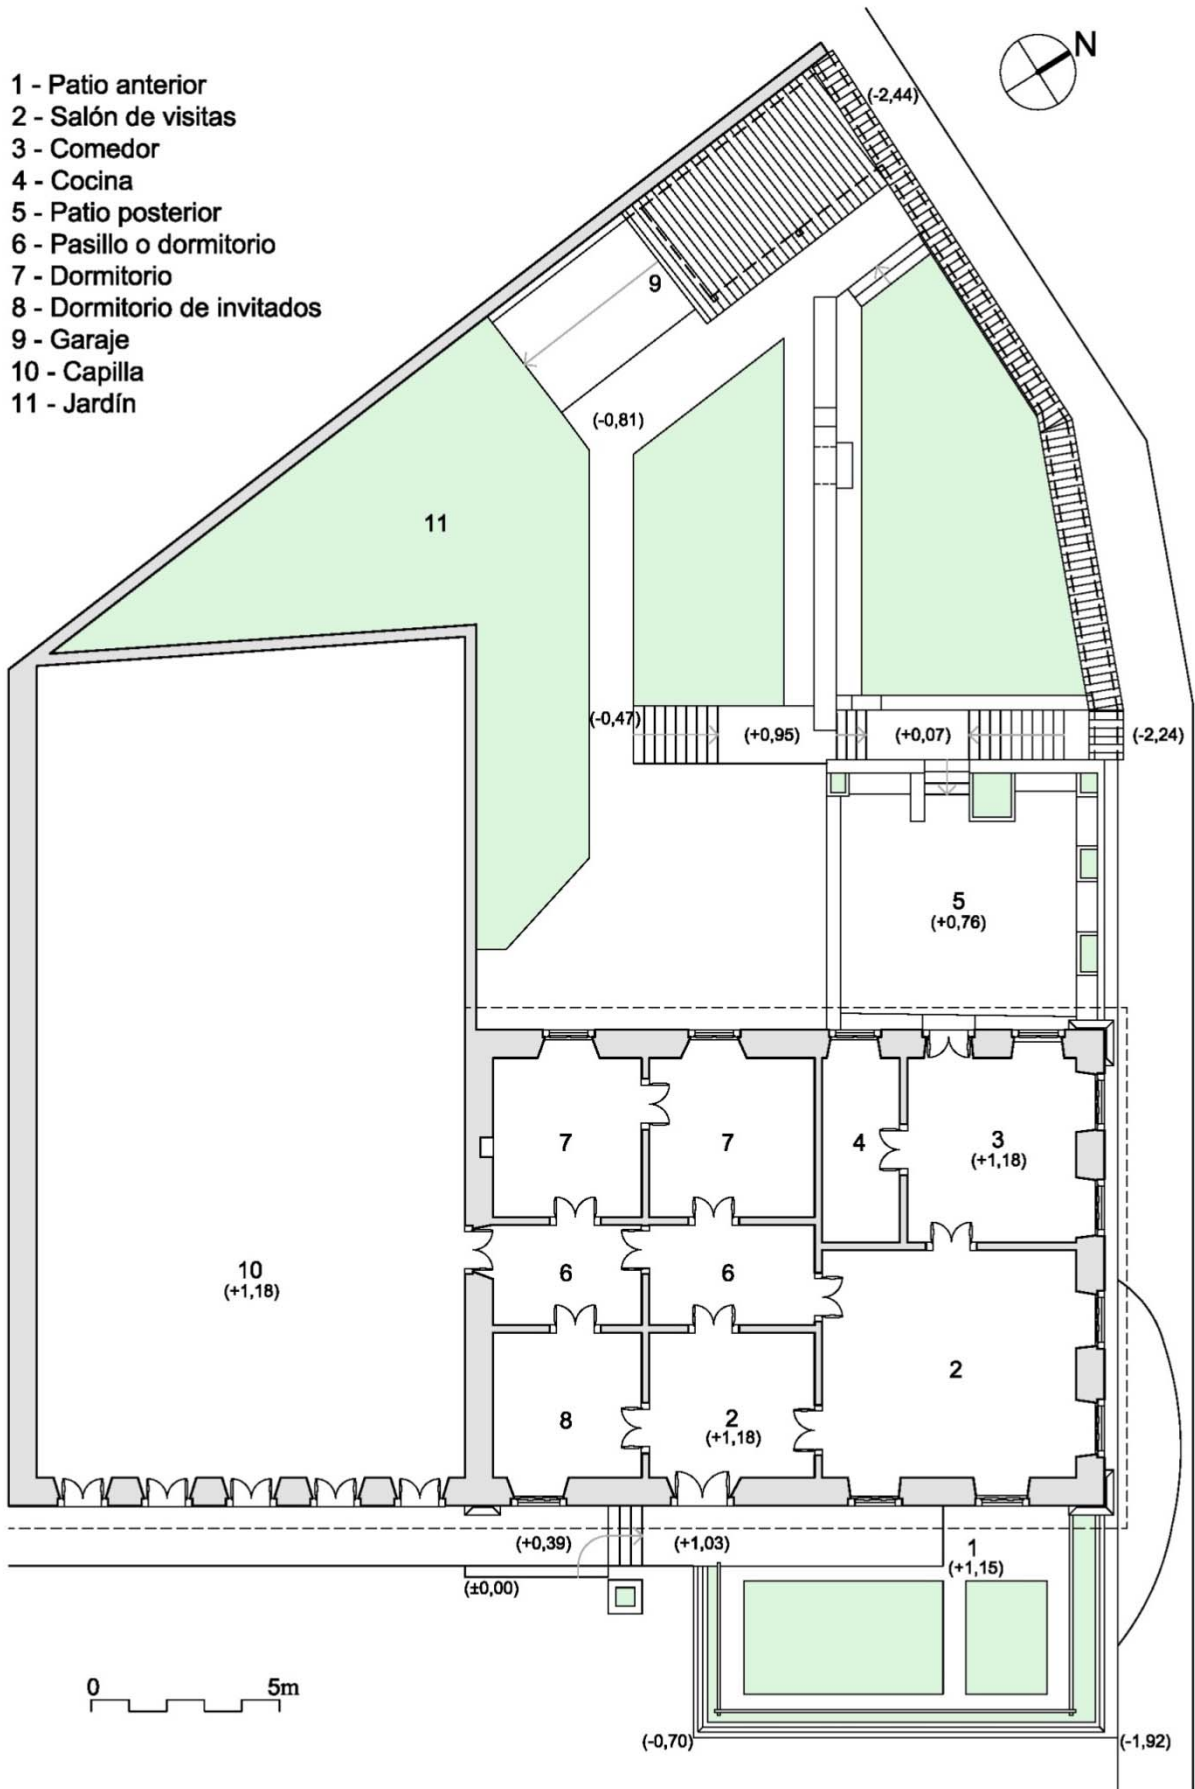 N
1 - Patio anterior
2 - Salón de visitas
3 - Comedor
4 - Cocina
5 - Patio posterior
6 - Pasillo o dormitorio
7 - Dormitorio
8 - Dormitorio de invitados
9 - Garaje
10 - Capilla
11 - Jardín
(-2,44)
9
(-0,81)
11
(-0,47)
(+0,95)
(+0,07)
(-2,24)
5
(+0,76)
7
7
4
3
(+1,18)
10
(+1,18)
6
6
2
8
2
(+1,18)
(+0,39)
(+1,03)
1
(+1,15)
(±0,00)
0
5m
(-0,70)
(-1,92)